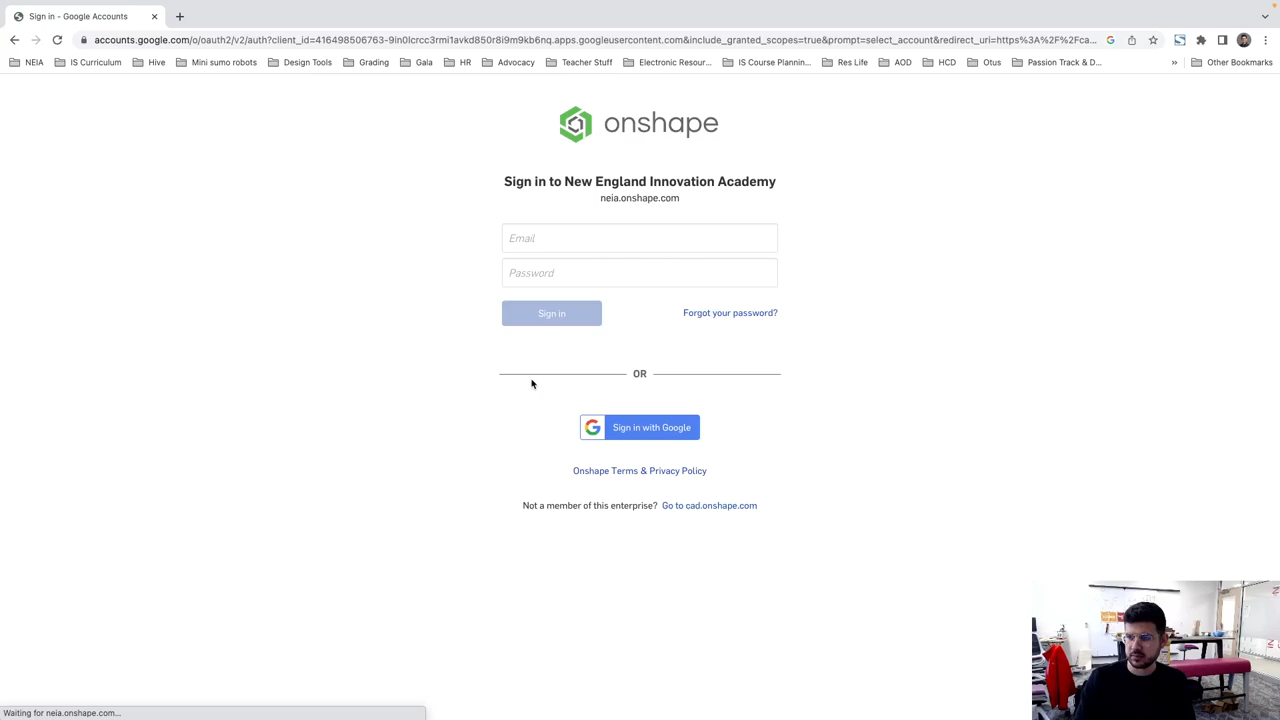 Sign in - Google Accounts
accounts.google.com/o/oauth2/v2/auth?client_id=416498506763-9in0lcrcc3rmi1avkd850r8i9m9kb6nq.apps.googleusercontent.com&include_granted_scopes=true&prompt=select_account&redirect_uri=https%3A%2F%2Fca...
NEIA IS Curriculum Hive Mini sumo robots Design Tools Grading Gaia HR Advocacy Teacher Stuff Electronic Resour... IS Course Plannin... Res Life AOD HCD Otus Passion Track & D... » Other Bookmarks
onshape
Sign in to New England Innovation Academy
neia.onshape.com
Email
Password
Sign in Forgot your password?
OR
Sign in with Google
Onshape Terms & Privacy Policy
Not a member of this enterprise? Go to cad.onshape.com
Waiting for neia.onshape.com...